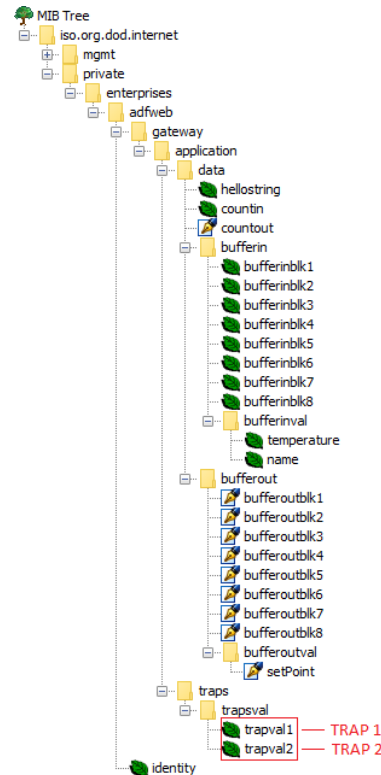 MIB Tree
iso.org.dod.internet
mgmt
private
enterprises
adfweb
gateway
application
data
hellostring
countin
countout
bufferin
bufferinblk1
bufferinblk2
bufferinblk3
bufferinblk4
bufferinblk5
bufferinblk6
bufferinblk7
bufferinblk8
bufferinval
temperature
name
bufferout
bufferoutblk1
bufferoutblk2
bufferoutblk3
bufferoutblk4
bufferoutblk5
bufferoutblk6
bufferoutblk7
bufferoutblk8
bufferoutval
setPoint
traps
trapsval
trapval1 TRAP 1
trapval2 TRAP 2
identity